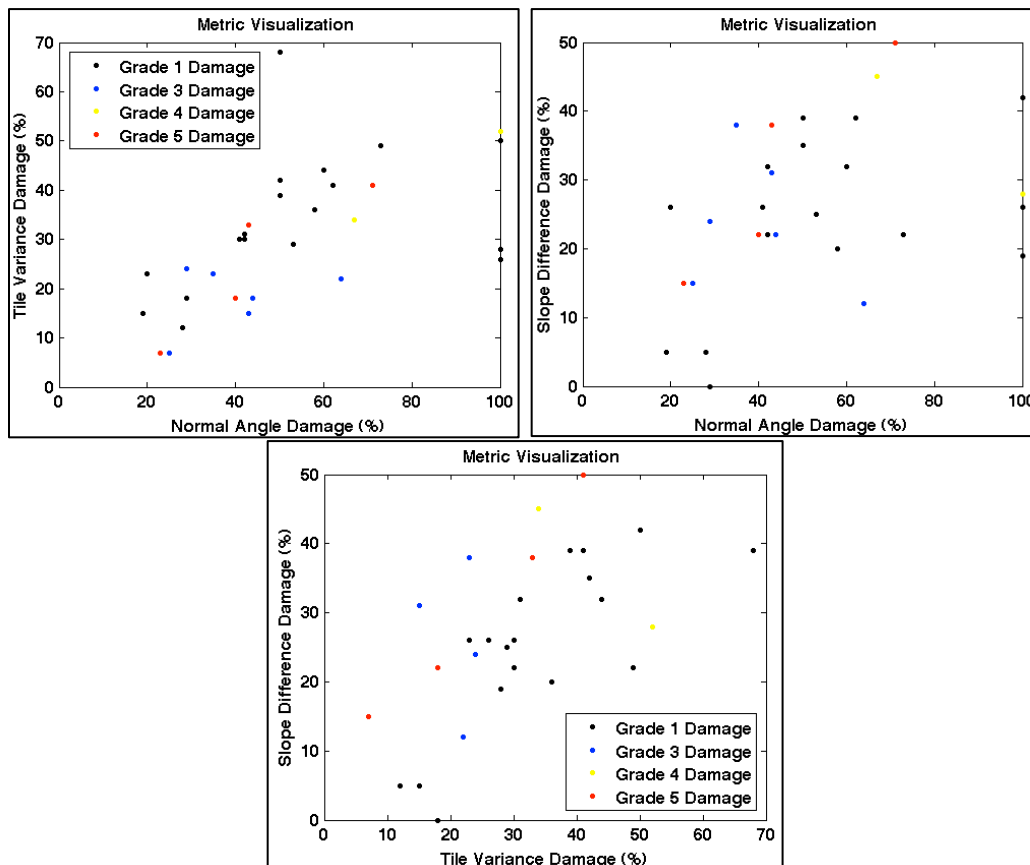 Metric Visualization
70
60
50
40
30
20
10
0
Tile Variance Damage (%)
Grade 1 Damage
Grade 3 Damage
Grade 4 Damage
Grade 5 Damage
0 20 40 60 80 100
Normal Angle Damage (%)
Metric Visualization
50
40
30
20
10
0
Slope Difference Damage (%)
0 20 40 60 80 100
Normal Angle Damage (%)
Metric Visualization
50
40
30
20
10
0
Slope Difference Damage (%)
Grade 1 Damage
Grade 3 Damage
Grade 4 Damage
Grade 5 Damage
0 10 20 30 40 50 60 70
Tile Variance Damage (%)